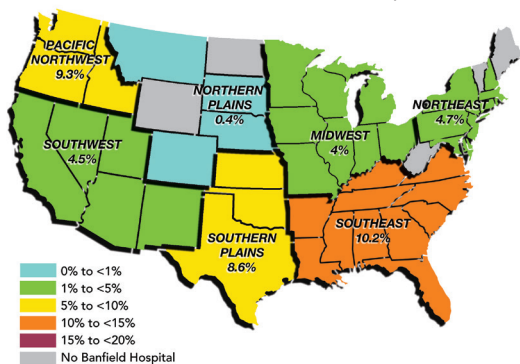 PACIFIC
NORTHWEST
9.3%
NORTHERN
PLAINS
0.4%
NORTHEAST
4.7%
MIDWEST
4%
SOUTHWEST
4.5%
SOUTHEAST
10.2%
SOUTHERN
PLAINS
8.6%
0% to <1%
1% to <5%
5% to <10%
10% to <15%
15% to <20%
No Banfield Hospital